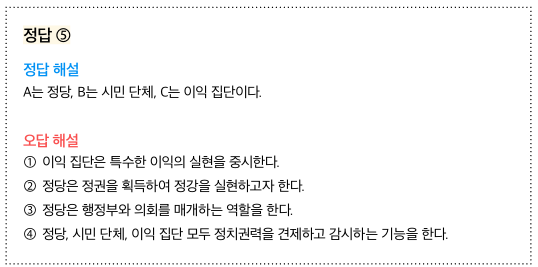 정답 ⑤
정답 해설
A는 정당, B는 시민 단체, C는 이익 집단이다.
오답 해설
① 이익 집단은 특수한 이익의 실현을 중시한다.
② 정당은 정권을 획득하여 정강을 실현하고자 한다.
③ 정당은 행정부와 의회를 매개하는 역할을 한다.
④ 정당, 시민 단체, 이익 집단 모두 정치권력을 견제하고 감시하는 기능을 한다.